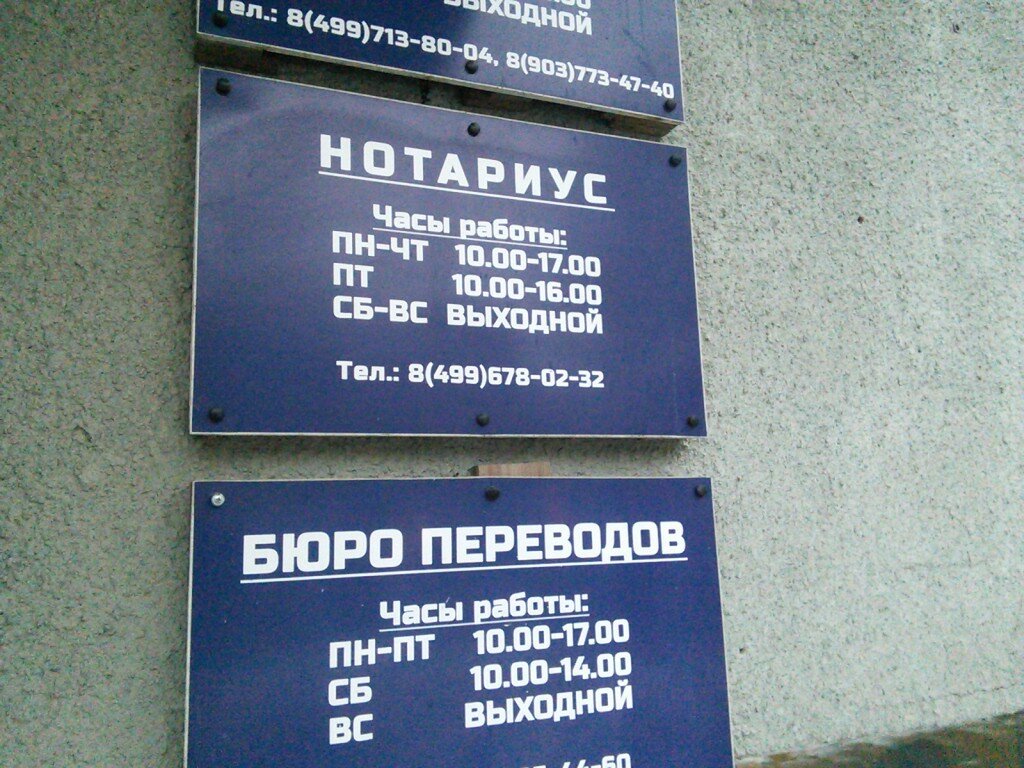 ВЫХОДНОЙ
Тел.: 8(499)713-80-04, 8(903)773-47-40
НОТАРИУС
Часы работы:
ПН-ЧТ 10.00-17.00
ПТ 10.00-16.00
СБ-ВС ВЫХОДНОЙ
Тел.: 8(499)678-02-32
БЮРО ПЕРЕВОДОВ
Часы работы:
ПН-ПТ 10.00-17.00
СБ 10.00-14.00
ВС ВЫХОДНОЙ